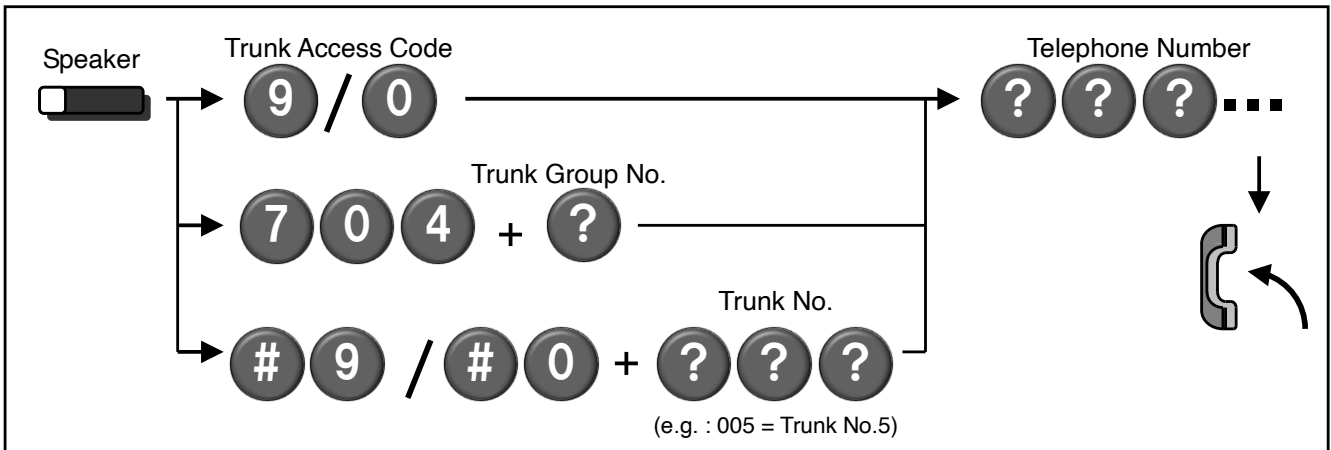 Speaker
Trunk Access Code
Telephone Number
9 / 0
? ? ? ...
Trunk Group No.
7 0 4 + ?
Trunk No.
# 9 / # 0 + ? ? ?
(e.g. : 005 = Trunk No.5)